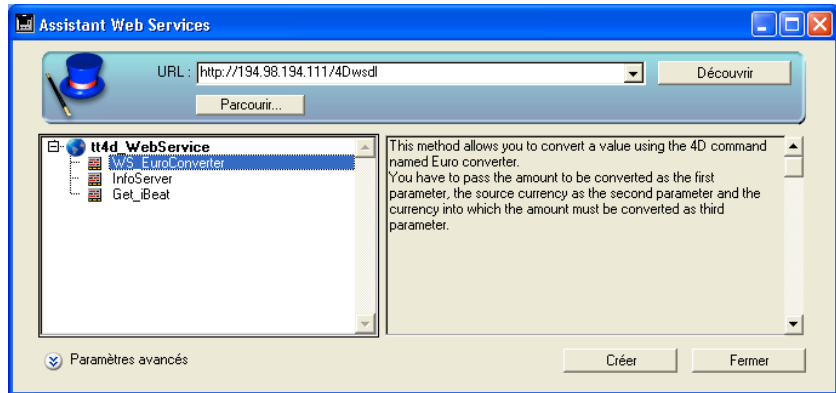 Assistant Web Services
URL : http://194.98.194.111/4Dwsdl
Découvrir
Parcourir...
tt4d_WebService
WS_EuroConverter
InfoServer
Get_iBeat
This method allows you to convert a value using the 4D command
named Euro converter.
You have to pass the amount to be converted as the first
parameter, the source currency as the second parameter and the
currency into which the amount must be converted as third
parameter.
Paramètres avancés
Créer
Fermer